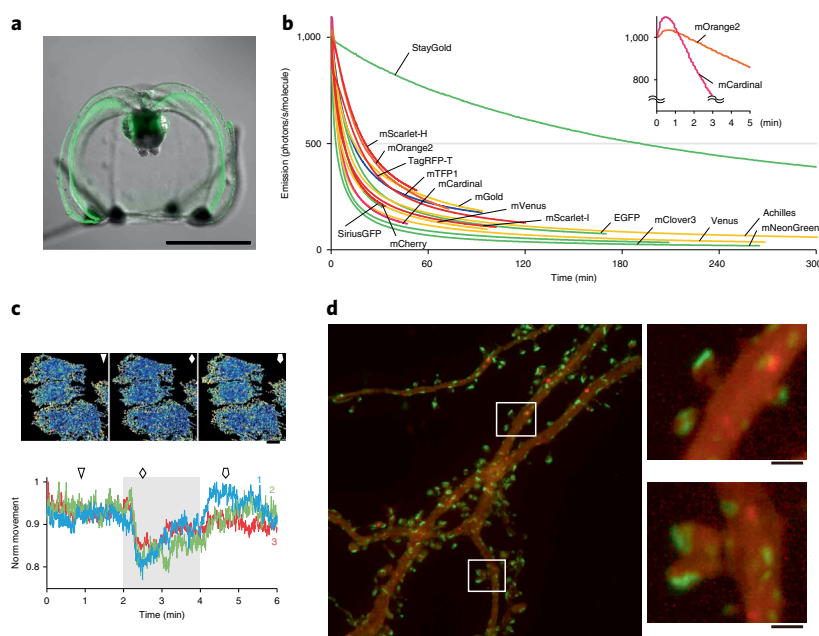 a
b
1,000
500
0
Emission (photons/s/molecule)
StayGold
mScarlet-H
mOrange2
TagRFP-T
mTFP1
mCardinal
mGold
mVenus
mScarlet-I
SiriusGFP
mCherry
EGFP
mClover3
Venus
Achilles
mNeonGreen
0 60 120 180 240 300
Time (min)
1,000
800
mOrange2
mCardinal
0 1 2 3 4 5 (min)
c
1
0.9
0.8
Norm movement
1
2
3
0 1 2 3 4 5 6
Time (min)
d